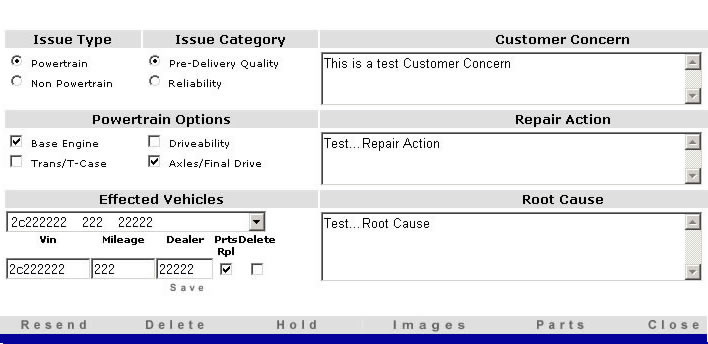 Issue Type Issue Category Customer Concern
Powertrain Pre-Delivery Quality This is a test Customer Concern
Non Powertrain Reliability
Powertrain Options Repair Action
Base Engine Driveability Test...Repair Action
Trans/T-Case Axles/Final Drive
Effected Vehicles Root Cause
2c222222 222 22222 Test...Root Cause
Vin Mileage Dealer Prts Rpl Delete
2c222222 222 22222
Save
Resend Delete Hold Images Parts Close